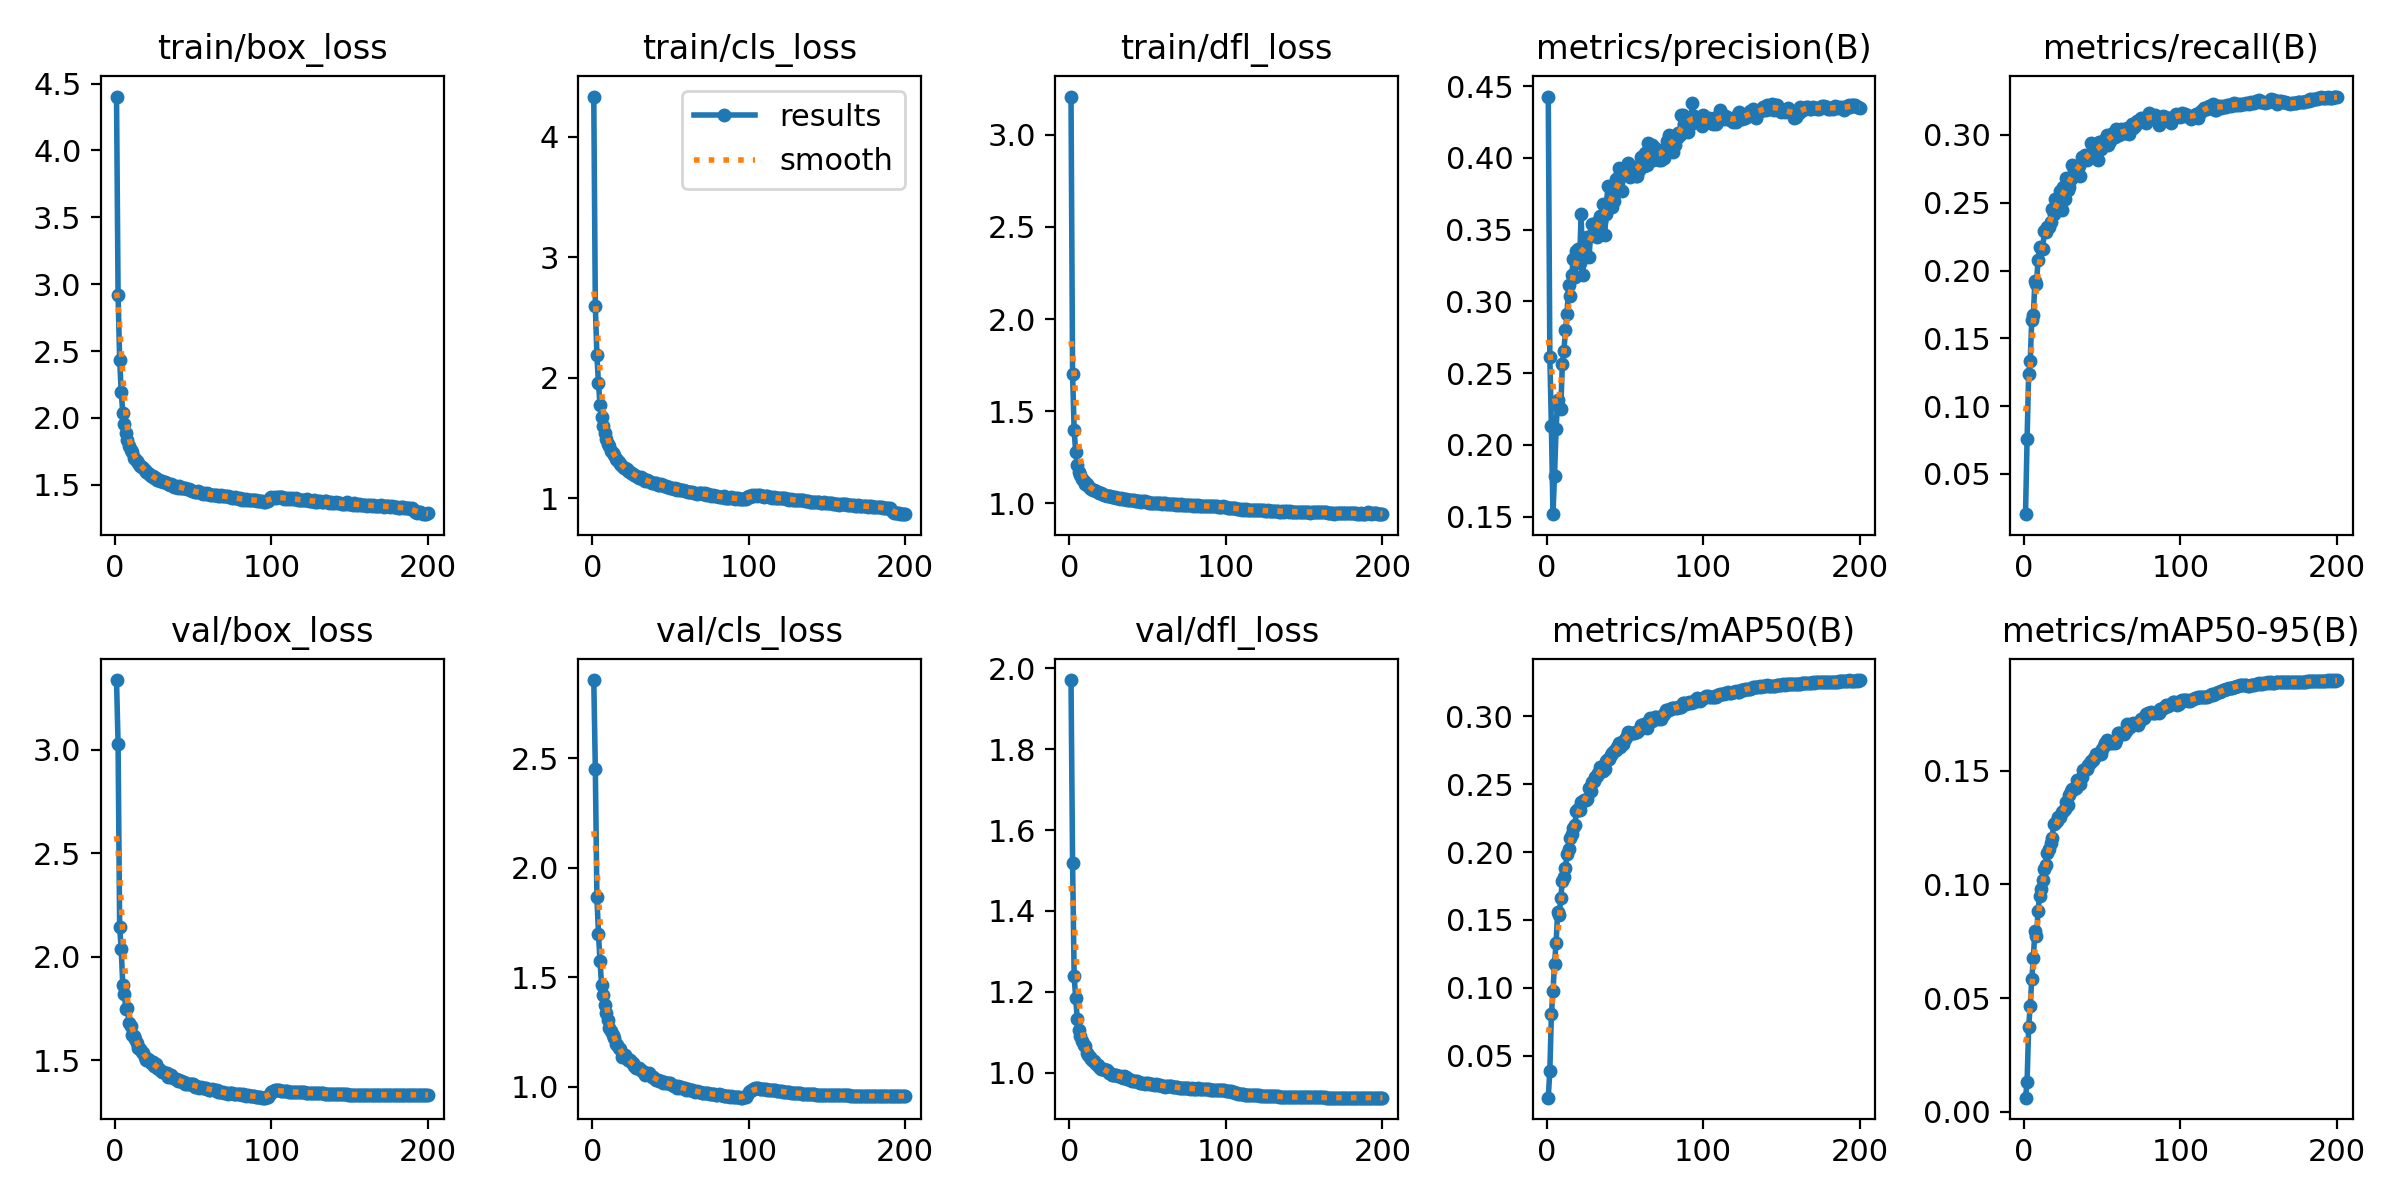 train/box_loss
4.5
4.0
3.5
3.0
2.5
2.0
1.5
0 100 200
train/cls_loss
results
smooth
4
3
2
1
0 100 200
train/dfl_loss
3.0
2.5
2.0
1.5
1.0
0 100 200
metrics/precision(B)
0.45
0.40
0.35
0.30
0.25
0.20
0.15
0 100 200
metrics/recall(B)
0.30
0.25
0.20
0.15
0.10
0.05
0 100 200
val/box_loss
3.0
2.5
2.0
1.5
0 100 200
val/cls_loss
2.5
2.0
1.5
1.0
0 100 200
val/dfl_loss
2.0
1.8
1.6
1.4
1.2
1.0
0 100 200
metrics/mAP50(B)
0.30
0.25
0.20
0.15
0.10
0.05
0 100 200
metrics/mAP50-95(B)
0.15
0.10
0.05
0.00
0 100 200